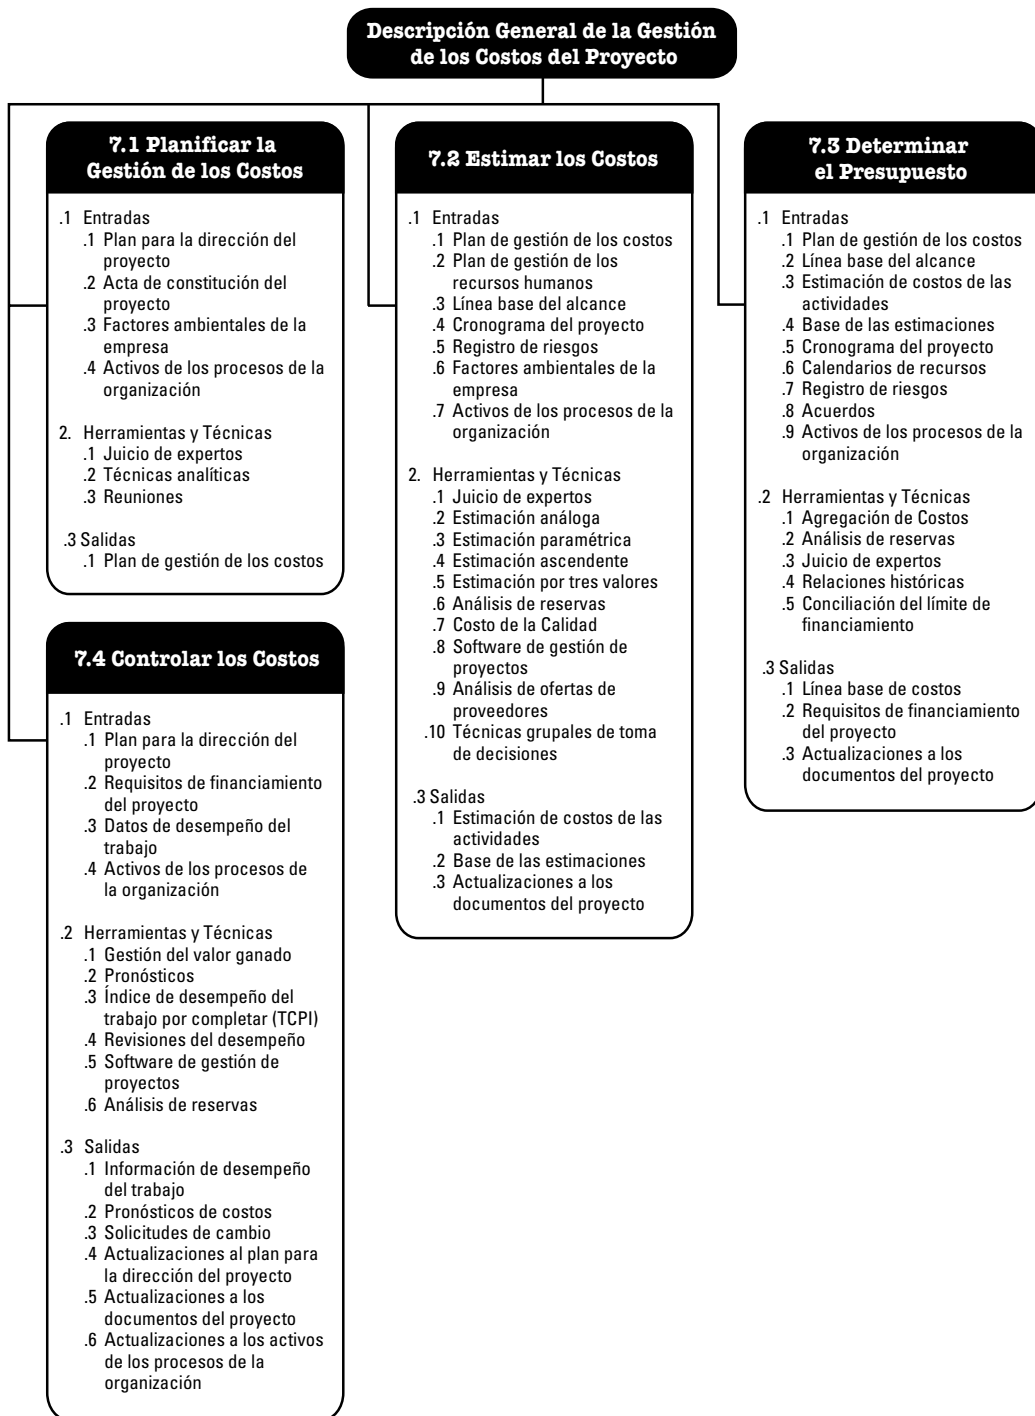 Descripción General de la Gestión
de los Costos del Proyecto
7.1 Planificar la
Gestión de los Costos
.1 Entradas
.1 Plan para la dirección del
proyecto
.2 Acta de constitución del
proyecto
.3 Factores ambientales de la
empresa
.4 Activos de los procesos de la
organización
2. Herramientas y Técnicas
.1 Juicio de expertos
.2 Técnicas analíticas
.3 Reuniones
.3 Salidas
.1 Plan de gestión de los costos
7.2 Estimar los Costos
.1 Entradas
.1 Plan de gestión de los costos
.2 Plan de gestión de los
recursos humanos
.3 Línea base del alcance
.4 Cronograma del proyecto
.5 Registro de riesgos
.6 Factores ambientales de la
empresa
.7 Activos de los procesos de la
organización
2. Herramientas y Técnicas
.1 Juicio de expertos
.2 Estimación análoga
.3 Estimación paramétrica
.4 Estimación ascendente
.5 Estimación por tres valores
.6 Análisis de reservas
.7 Costo de la Calidad
.8 Software de gestión de
proyectos
.9 Análisis de ofertas de
proveedores
.10 Técnicas grupales de toma
de decisiones
.3 Salidas
.1 Estimación de costos de las
actividades
.2 Base de las estimaciones
.3 Actualizaciones a los
documentos del proyecto
7.3 Determinar
el Presupuesto
.1 Entradas
.1 Plan de gestión de los costos
.2 Línea base del alcance
.3 Estimación de costos de las
actividades
.4 Base de las estimaciones
.5 Cronograma del proyecto
.6 Calendarios de recursos
.7 Registro de riesgos
.8 Acuerdos
.9 Activos de los procesos de la
organización
.2 Herramientas y Técnicas
.1 Agregación de Costos
.2 Análisis de reservas
.3 Juicio de expertos
.4 Relaciones históricas
.5 Conciliación del límite de
financiamiento
.3 Salidas
.1 Línea base de costos
.2 Requisitos de financiamiento
del proyecto
.3 Actualizaciones a los
documentos del proyecto
7.4 Controlar los Costos
.1 Entradas
.1 Plan para la dirección del
proyecto
.2 Requisitos de financiamiento
del proyecto
.3 Datos de desempeño del
trabajo
.4 Activos de los procesos de
la organización
.2 Herramientas y Técnicas
.1 Gestión del valor ganado
.2 Pronósticos
.3 Índice de desempeño del
trabajo por completar (TCPI)
.4 Revisiones del desempeño
.5 Software de gestión de
proyectos
.6 Análisis de reservas
.3 Salidas
.1 Información de desempeño
del trabajo
.2 Pronósticos de costos
.3 Solicitudes de cambio
.4 Actualizaciones al plan para
la dirección del proyecto
.5 Actualizaciones a los
documentos del proyecto
.6 Actualizaciones a los activos
de los procesos de la
organización